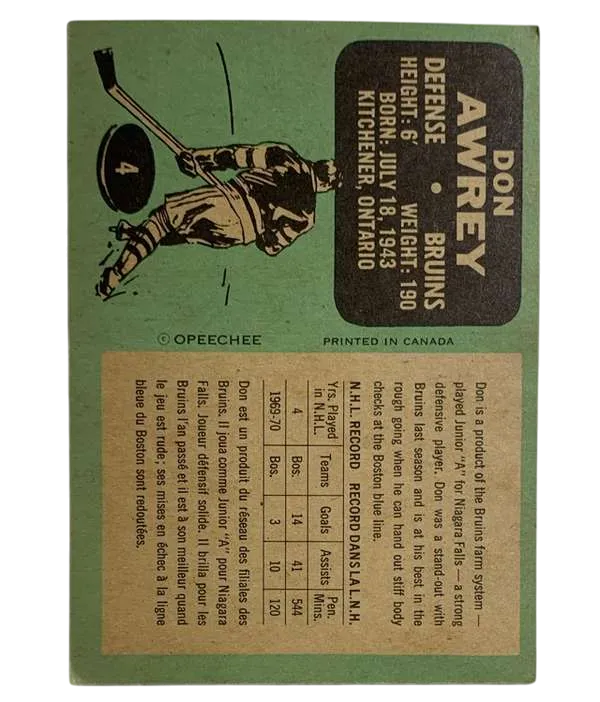 DON
AWREY
DEFENSE • BRUINS
HEIGHT: 6' WEIGHT: 190
BORN: JULY 18, 1943
KITCHENER, ONTARIO
4
© OPEECHEE PRINTED IN CANADA
Don is a product of the Bruins farm system —
played Junior "A" for Niagara Falls — a strong
defensive player. Don was a stand-out with
Bruins last season and is at his best in the
rough going when he can hand out stiff body
checks at the Boston blue line.
N.H.L. RECORD RECORD DANS LA L.N.H.
Yrs. Played in N.H.L. Teams Goals Assists Pen. Mins.
4 Bos. 14 41 544
1969-70 Bos. 3 10 120
Don est un produit du réseau des filiales des
Bruins. Il joua comme Junior "A" pour Niagara
Falls. Joueur défensif solide. Il brilla pour les
Bruins l'an passé et il est à son meilleur quand
le jeu est rude; ses mises en échec à la ligne
bleue du Boston sont redoutées.